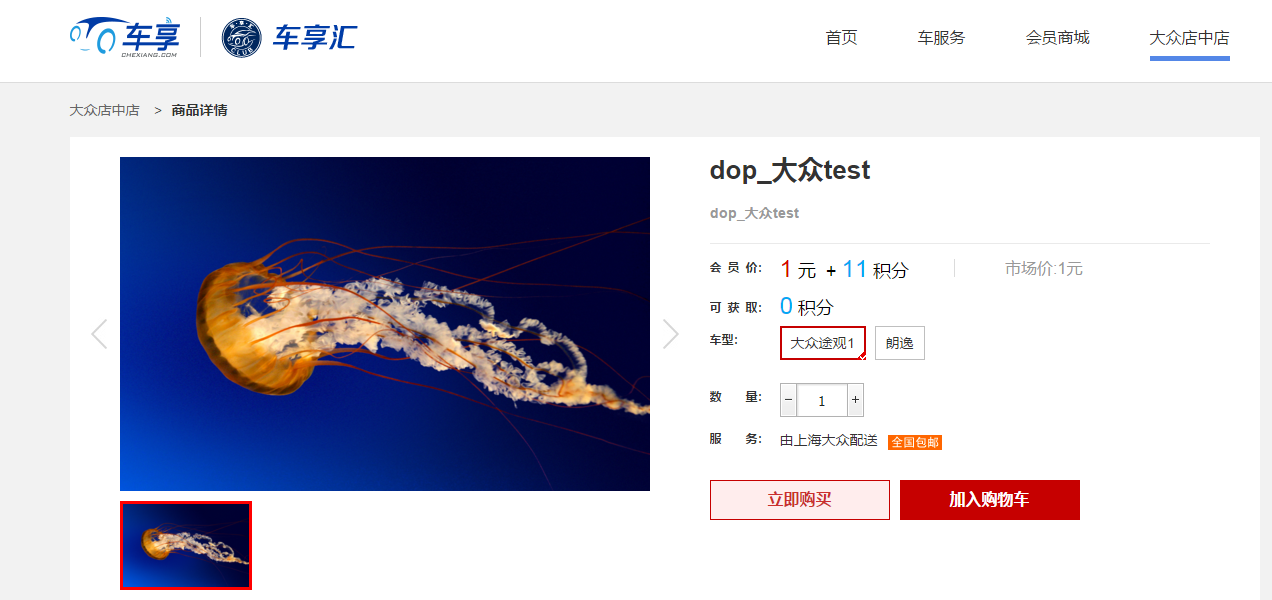 车享 CHEXIANG.COM CLUB 车享汇 首页 车服务 会员商城 大众店中店
大众店中店 > 商品详情
dop_大众test
dop_大众test
会员价: 1 元 + 11 积分 市场价:1元
可获取: 0 积分
车型: 大众途观1 朗逸
数量: − 1 +
服务: 由上海大众配送 全国包邮
立即购买 加入购物车